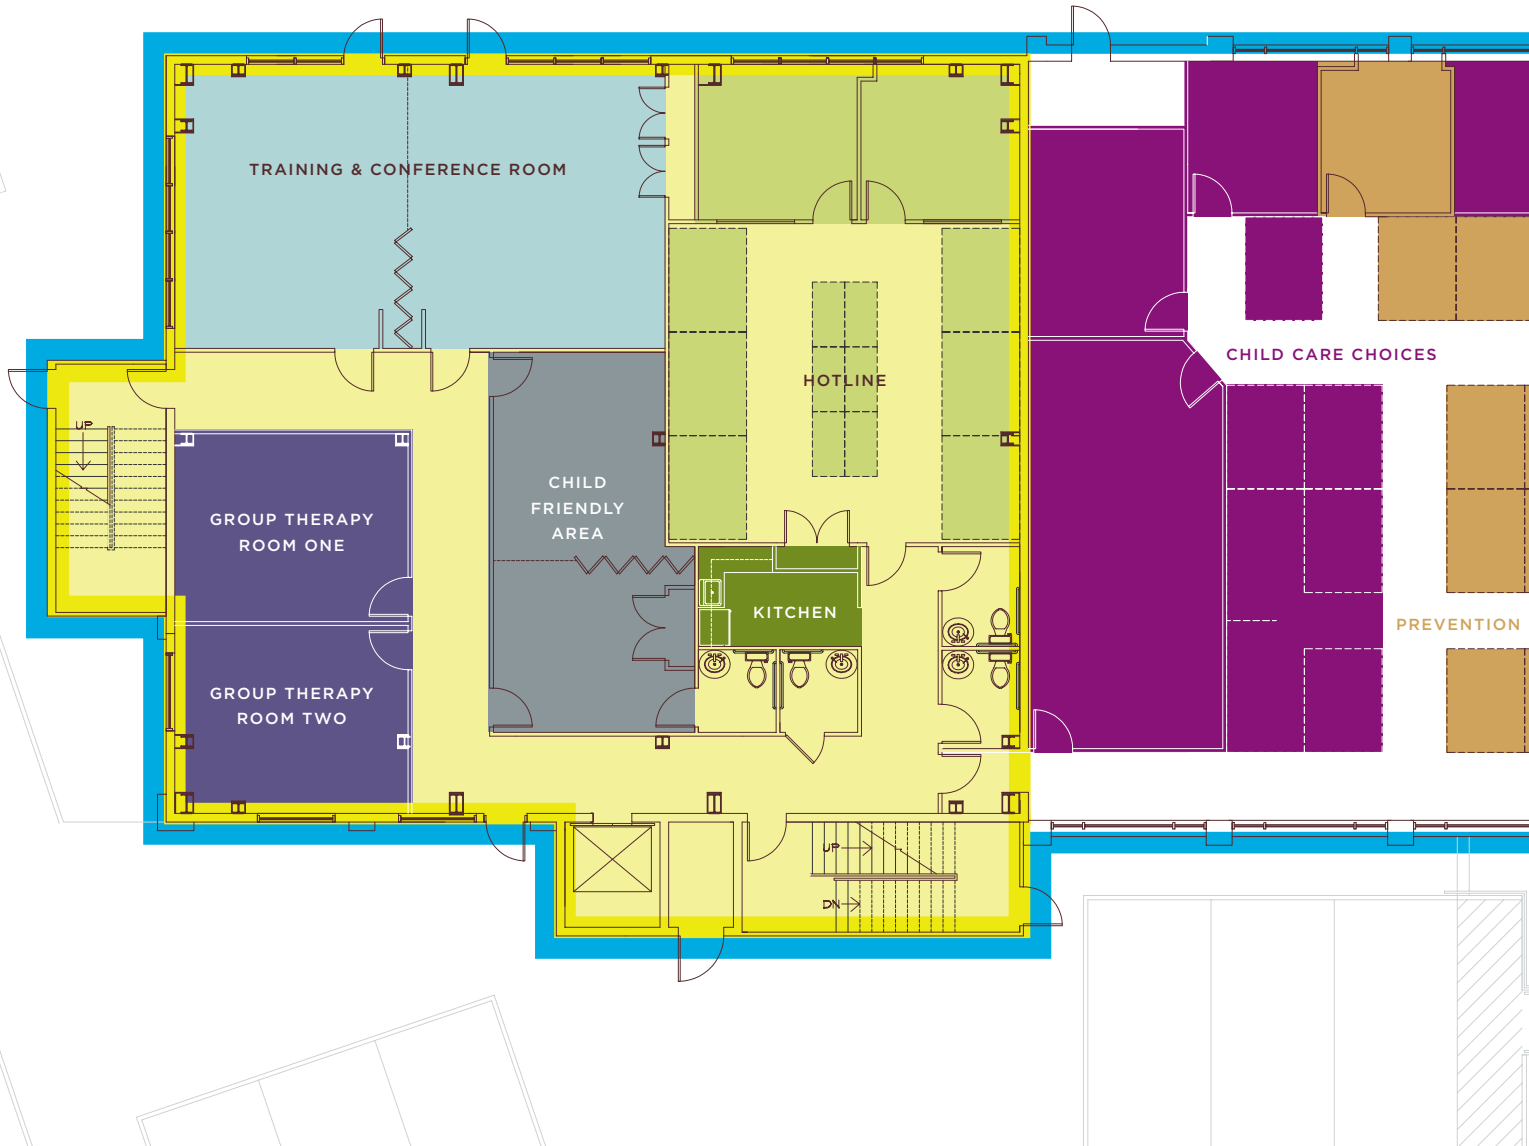 TRAINING & CONFERENCE ROOM
CHILD CARE CHOICES
HOTLINE
UP
CHILD
FRIENDLY
AREA
GROUP THERAPY
ROOM ONE
KITCHEN
PREVENTION
GROUP THERAPY
ROOM TWO
UP
DN